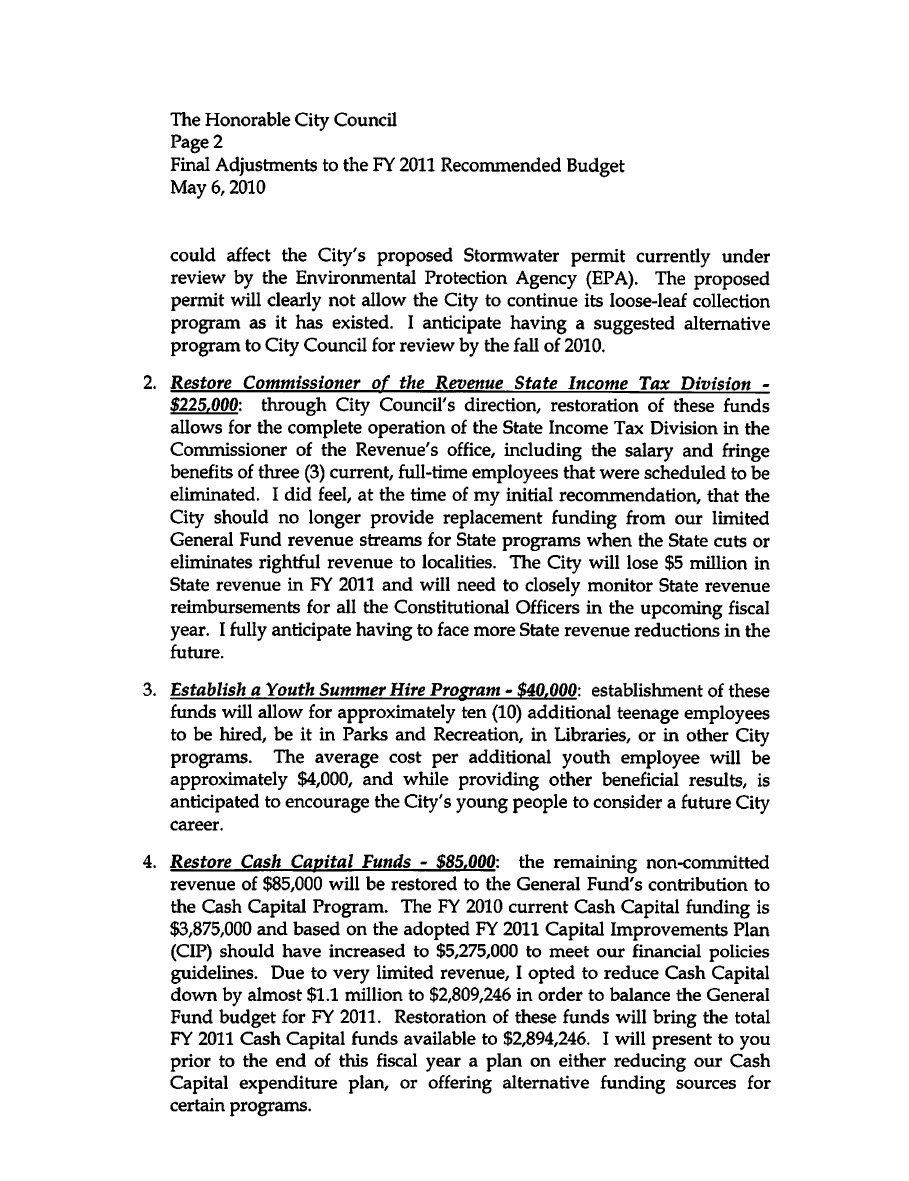 The Honorable City Council
Page 2
Final Adjustments to the FY 2011 Recommended Budget
May 6, 2010
could affect the City's proposed Stormwater permit currently under
review by the Environmental Protection Agency (EPA). The proposed
permit will clearly not allow the City to continue its loose-leaf collection
program as it has existed. I anticipate having a suggested alternative
program to City Council for review by the fall of 2010.
2. Restore Commissioner of the Revenue State Income Tax Division -
$225,000: through City Council's direction, restoration of these funds
allows for the complete operation of the State Income Tax Division in the
Commissioner of the Revenue's office, including the salary and fringe
benefits of three (3) current, full-time employees that were scheduled to be
eliminated. I did feel, at the time of my initial recommendation, that the
City should no longer provide replacement funding from our limited
General Fund revenue streams for State programs when the State cuts or
eliminates rightful revenue to localities. The City will lose $5 million in
State revenue in FY 2011 and will need to closely monitor State revenue
reimbursements for all the Constitutional Officers in the upcoming fiscal
year. I fully anticipate having to face more State revenue reductions in the
future.
3. Establish a Youth Summer Hire Program - $40,000: establishment of these
funds will allow for approximately ten (10) additional teenage employees
to be hired, be it in Parks and Recreation, in Libraries, or in other City
programs. The average cost per additional youth employee will be
approximately $4,000, and while providing other beneficial results, is
anticipated to encourage the City's young people to consider a future City
career.
4. Restore Cash Capital Funds - $85,000: the remaining non-committed
revenue of $85,000 will be restored to the General Fund's contribution to
the Cash Capital Program. The FY 2010 current Cash Capital funding is
$3,875,000 and based on the adopted FY 2011 Capital Improvements Plan
(CIP) should have increased to $5,275,000 to meet our financial policies
guidelines. Due to very limited revenue, I opted to reduce Cash Capital
down by almost $1.1 million to $2,809,246 in order to balance the General
Fund budget for FY 2011. Restoration of these funds will bring the total
FY 2011 Cash Capital funds available to $2,894,246. I will present to you
prior to the end of this fiscal year a plan on either reducing our Cash
Capital expenditure plan, or offering alternative funding sources for
certain programs.